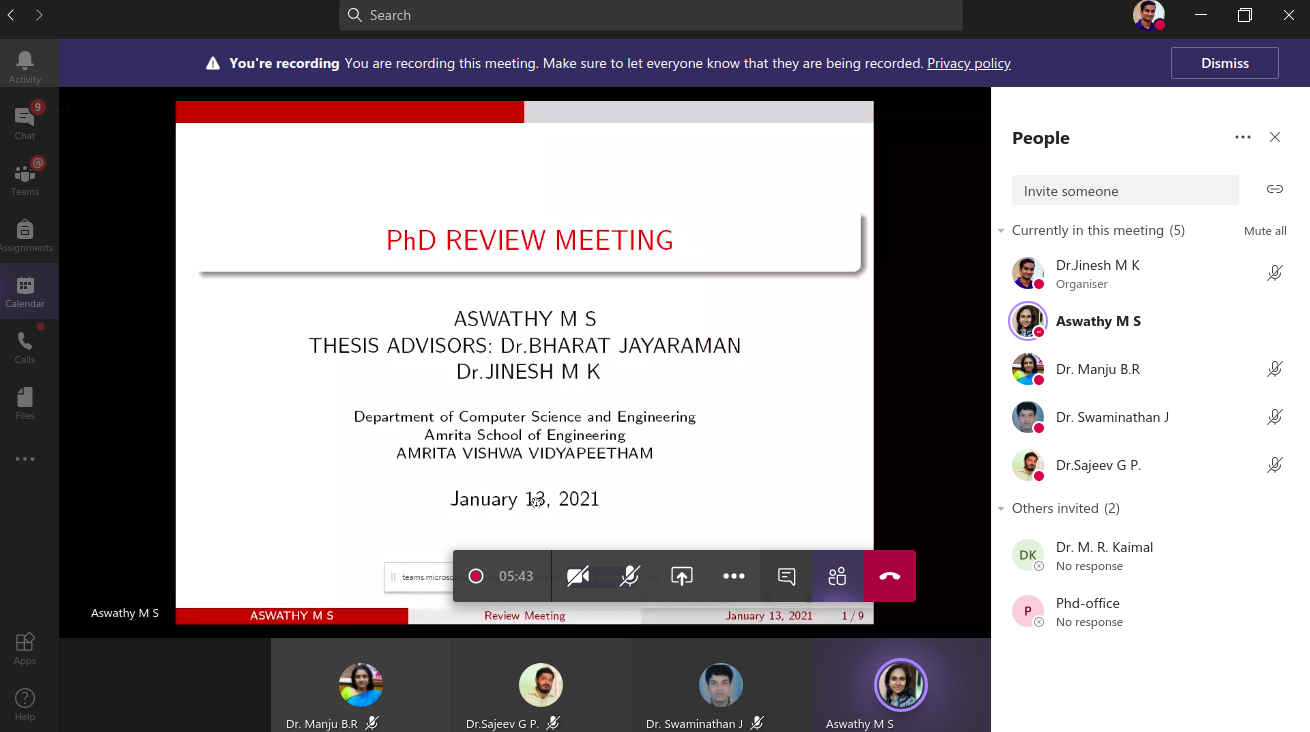 Search
You're recording You are recording this meeting. Make sure to let everyone know that they are being recorded. Privacy policy
Dismiss
Activity
9
Chat
@
Teams
Assignments
Calendar
Calls
Files
Apps
Help
PhD REVIEW MEETING
ASWATHY M S
THESIS ADVISORS: Dr.BHARAT JAYARAMAN
Dr.JINESH M K
Department of Computer Science and Engineering
Amrita School of Engineering
AMRITA VISHWA VIDYAPEETHAM
January 13, 2021
teams.microso
05:43
Aswathy M S
ASWATHY M S
Review Meeting
January 13, 2021
1 / 9
Dr. Manju B.R
Dr.Sajeev G P.
Dr. Swaminathan J
Aswathy M S
People
Invite someone
Currently in this meeting (5)
Mute all
Dr.Jinesh M K
Organiser
Aswathy M S
Dr. Manju B.R
Dr. Swaminathan J
Dr.Sajeev G P.
Others invited (2)
DK
Dr. M. R. Kaimal
No response
P
Phd-office
No response